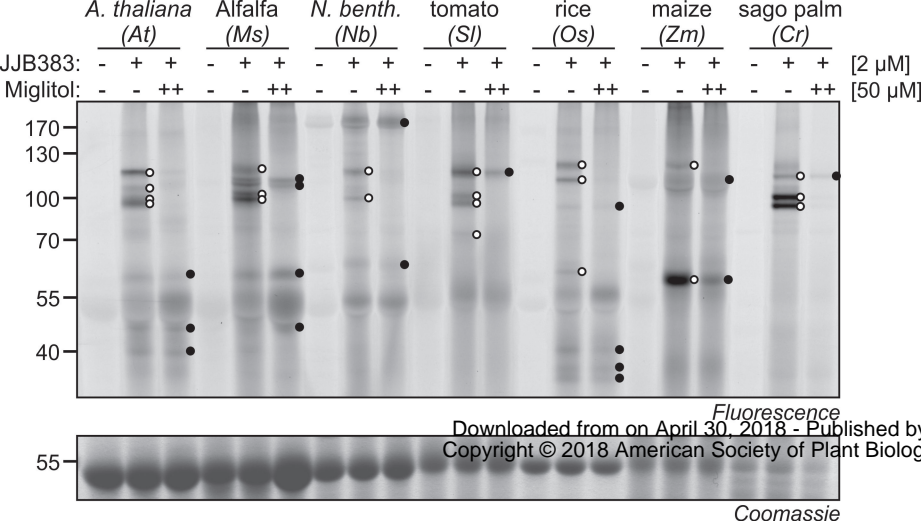 A. thaliana Alfalfa N. benth. tomato rice maize sago palm
(At) (Ms) (Nb) (Sl) (Os) (Zm) (Cr)
JJB383: - + + - + + - + + - + + - + + - + + - + + [2 µM]
Miglitol: - - ++ - - ++ - - ++ - - ++ - - ++ - - ++ - - ++ [50 µM]
170
130
100
70
55
40
Fluorescence
Downloaded from on April 30, 2018 - Published by
Copyright © 2018 American Society of Plant Biolog
55
Coomassie